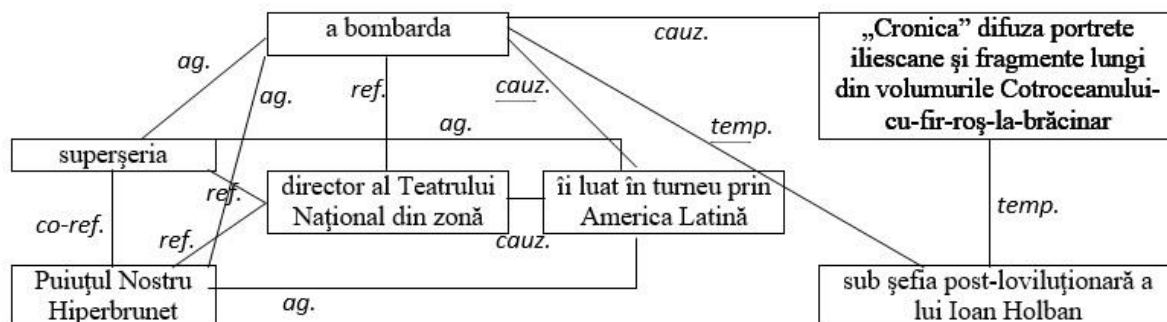 a bombarda
cauz.
„Cronica” difuza portrete
iliescane şi fragmente lungi
din volumurile Cotroceanului-
cu-fir-roş-la-brăcinar
ag.
ag.
ref.
cauz.
ag.
temp.
superşeria
ref.
director al Teatrului
Naţional din zonă
îi luat în turneu prin
America Latină
co-ref.
ref.
cauz.
temp.
Puiuţul Nostru
Hiperbrunet
ag.
sub şefia post-loviluţionară a
lui Ioan Holban